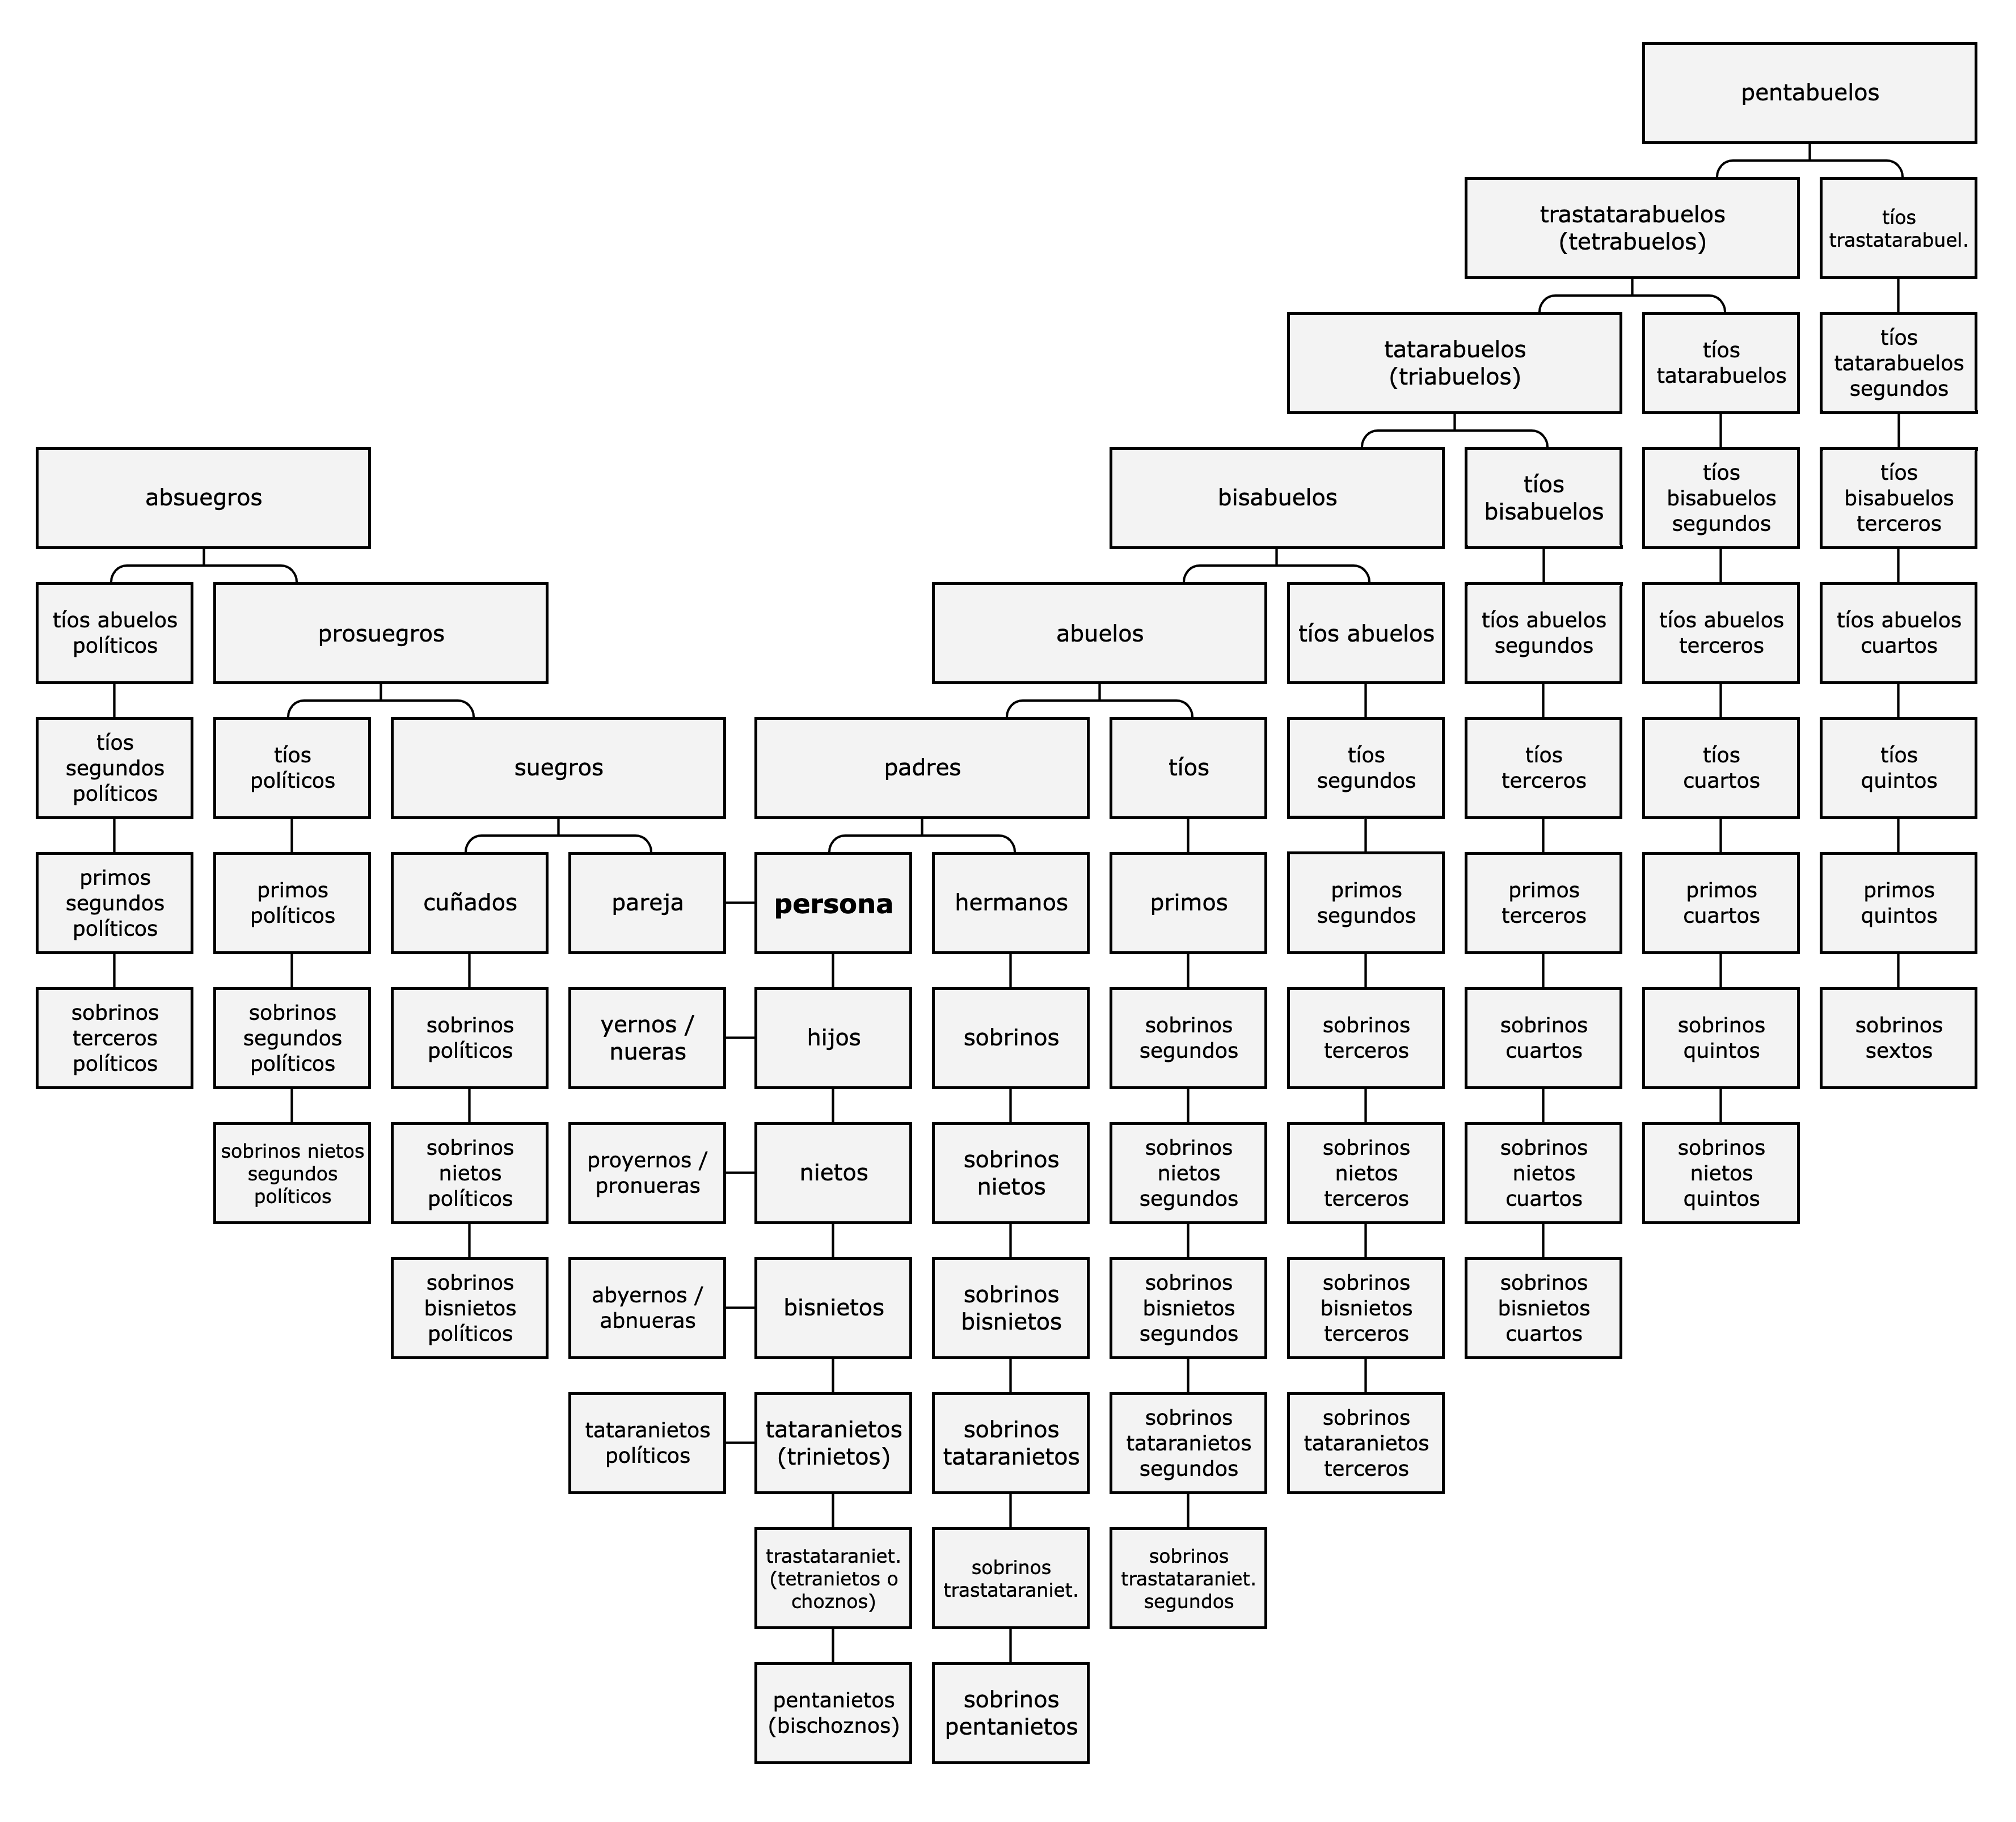 pentabuelos
trastatarabuelos
(tetrabuelos)
tíos
trastatarabuel.
tatarabuelos
(triabuelos)
tíos
tatarabuelos
tíos
tatarabuelos
segundos
absuegros
bisabuelos
tíos
bisabuelos
tíos
bisabuelos
segundos
tíos
bisabuelos
terceros
tíos abuelos
políticos
prosuegros
abuelos
tíos abuelos
tíos abuelos
segundos
tíos abuelos
terceros
tíos abuelos
cuartos
tíos
segundos
políticos
tíos
políticos
suegros
padres
tíos
tíos
segundos
tíos
terceros
tíos
cuartos
tíos
quintos
primos
segundos
políticos
primos
políticos
cuñados
pareja
persona
hermanos
primos
primos
segundos
primos
terceros
primos
cuartos
primos
quintos
sobrinos
terceros
políticos
sobrinos
segundos
políticos
sobrinos
políticos
yernos /
nueras
hijos
sobrinos
sobrinos
segundos
sobrinos
terceros
sobrinos
cuartos
sobrinos
quintos
sobrinos
sextos
sobrinos nietos
segundos
políticos
sobrinos
nietos
políticos
proyernos /
pronueras
nietos
sobrinos
nietos
sobrinos
nietos
segundos
sobrinos
nietos
terceros
sobrinos
nietos
cuartos
sobrinos
nietos
quintos
sobrinos
bisnietos
políticos
abyernos /
abnueras
bisnietos
sobrinos
bisnietos
sobrinos
bisnietos
segundos
sobrinos
bisnietos
terceros
sobrinos
bisnietos
cuartos
tataranietos
políticos
tataranietos
(trinietos)
sobrinos
tataranietos
sobrinos
tataranietos
segundos
sobrinos
tataranietos
terceros
trastataraniet.
(tetranietos o
choznos)
sobrinos
trastataraniet.
sobrinos
trastataraniet.
segundos
pentanietos
(bischoznos)
sobrinos
pentanietos